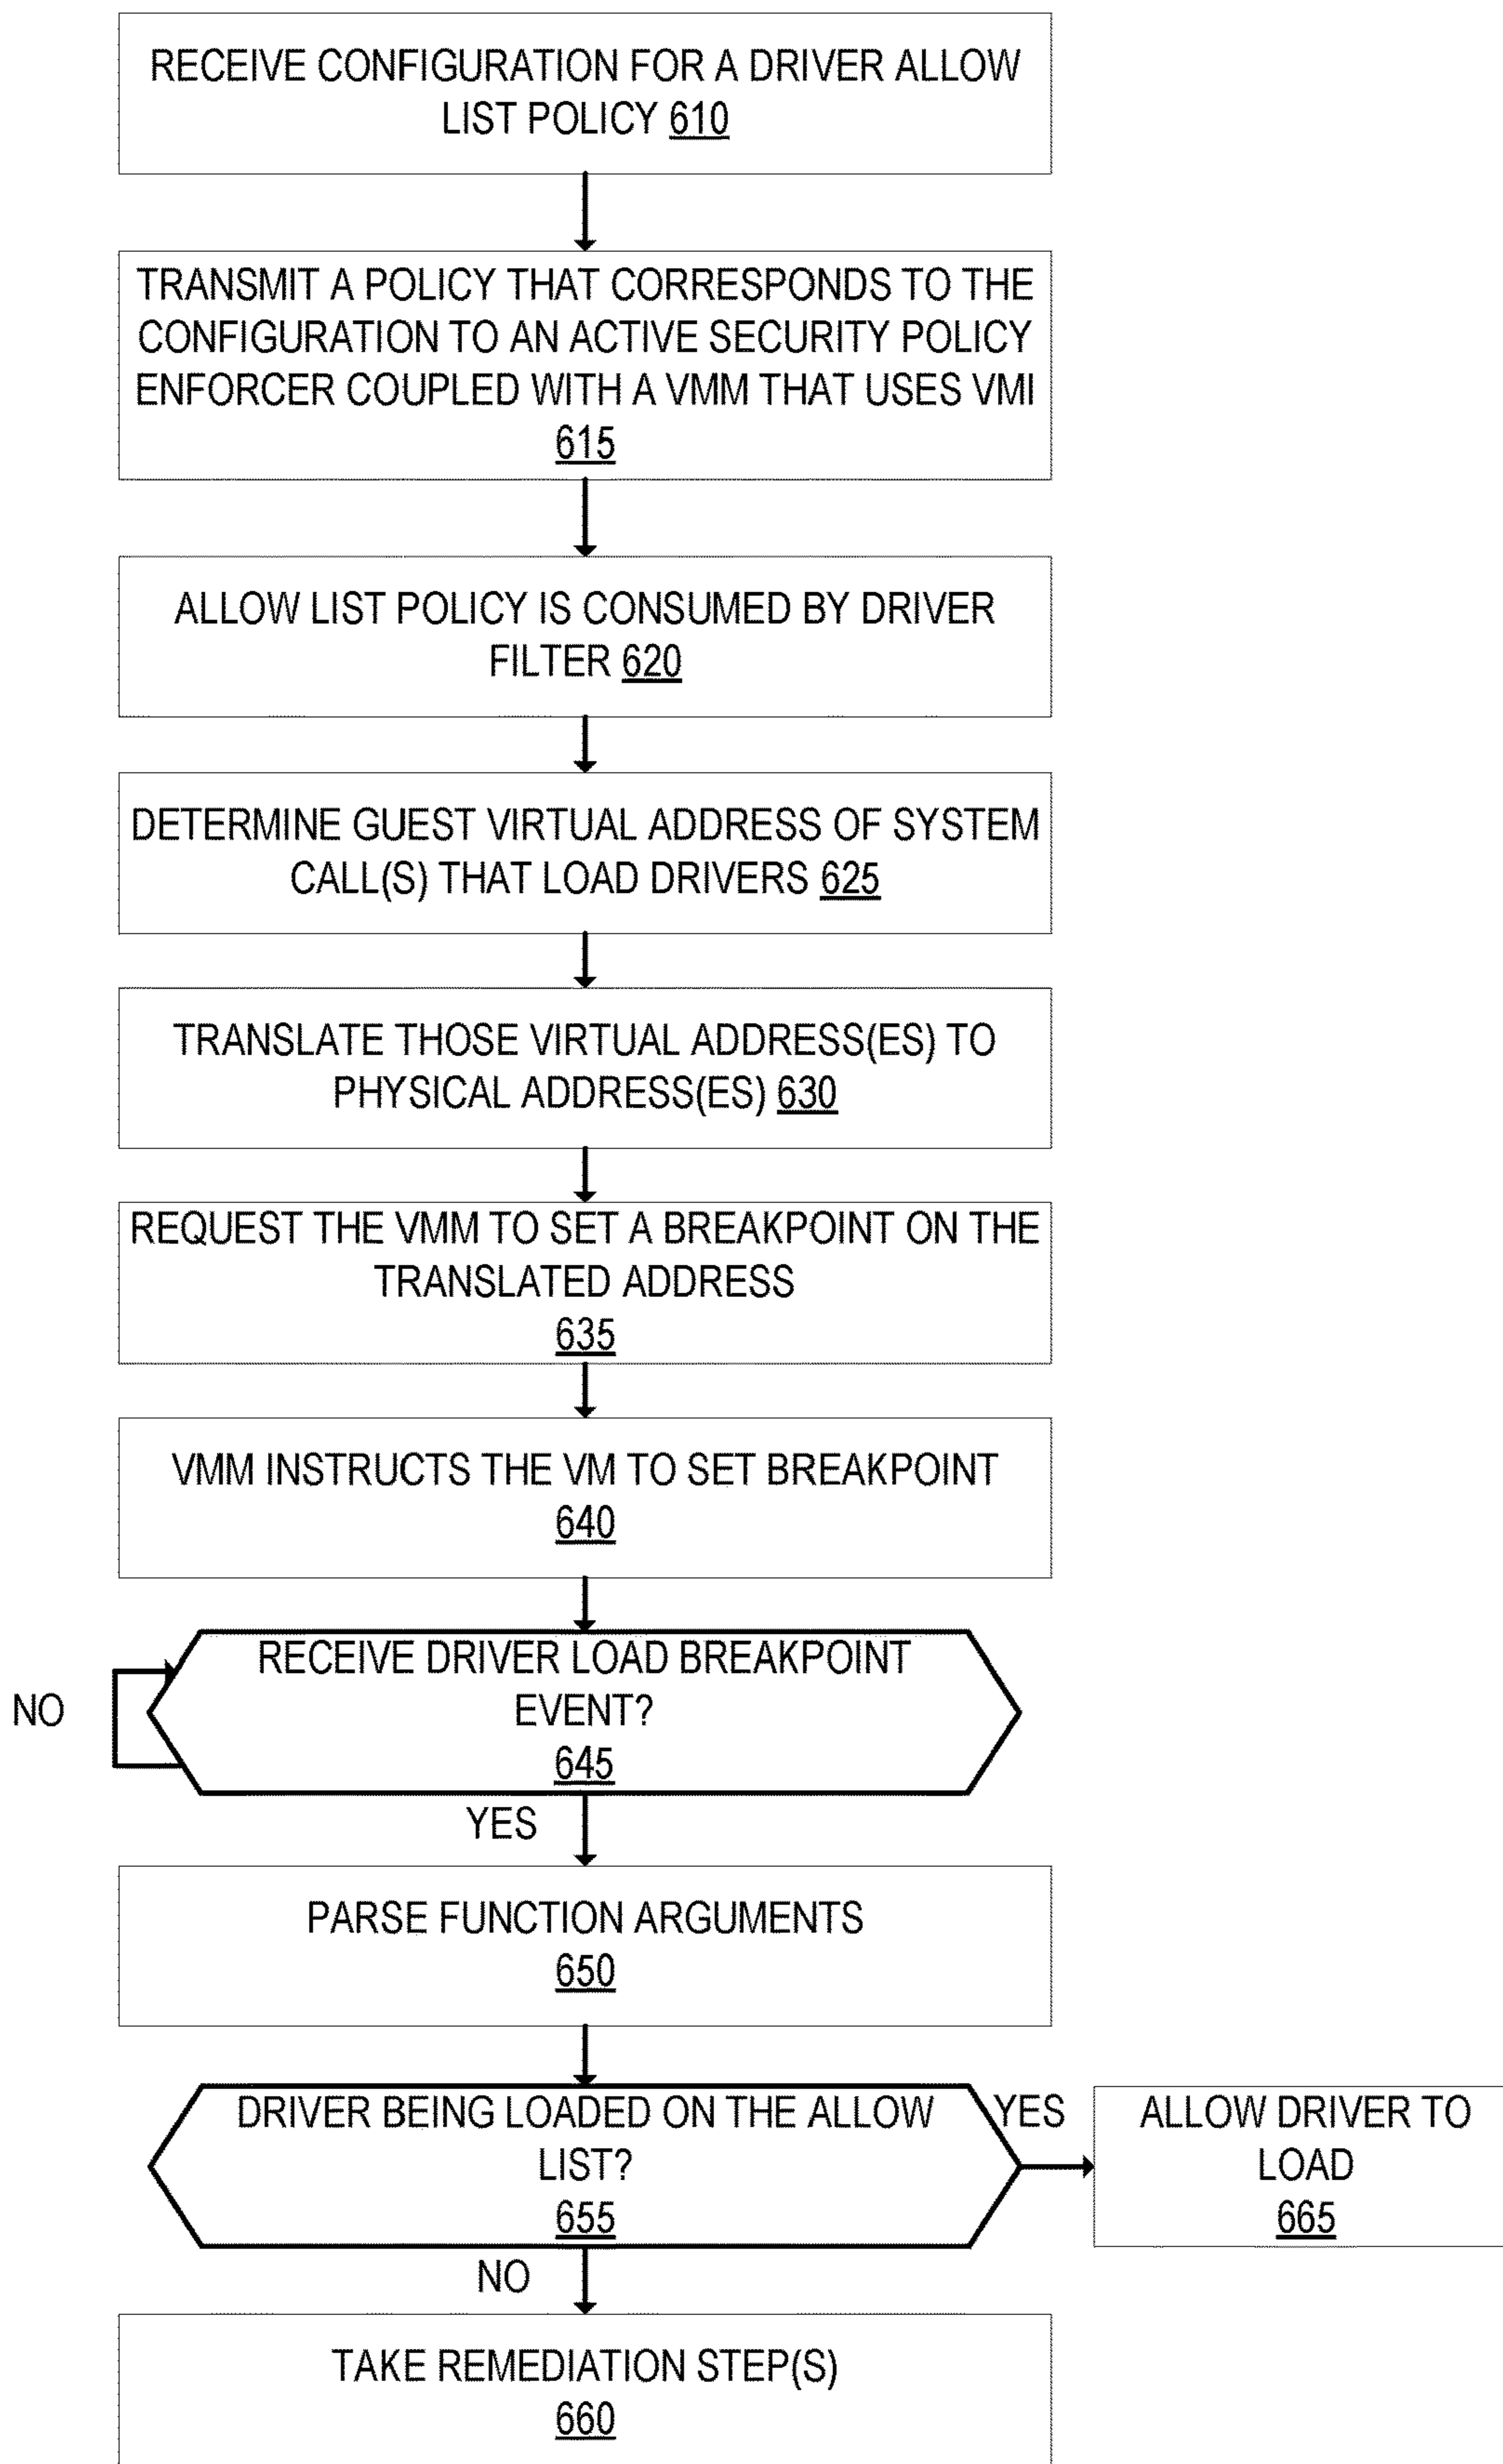 RECEIVE CONFIGURATION FOR A DRIVER ALLOW
LIST POLICY 610
TRANSMIT A POLICY THAT CORRESPONDS TO THE
CONFIGURATION TO AN ACTIVE SECURITY POLICY
ENFORCER COUPLED WITH A VMM THAT USES VMI
615
ALLOW LIST POLICY IS CONSUMED BY DRIVER
FILTER 620
DETERMINE GUEST VIRTUAL ADDRESS OF SYSTEM
CALL(S) THAT LOAD DRIVERS 625
TRANSLATE THOSE VIRTUAL ADDRESS(ES) TO
PHYSICAL ADDRESS(ES) 630
REQUEST THE VMM TO SET A BREAKPOINT ON THE
TRANSLATED ADDRESS
635
VMM INSTRUCTS THE VM TO SET BREAKPOINT
640
RECEIVE DRIVER LOAD BREAKPOINT
EVENT?
645
NO
YES
PARSE FUNCTION ARGUMENTS
650
DRIVER BEING LOADED ON THE ALLOW
LIST?
655
YES
ALLOW DRIVER TO
LOAD
665
NO
TAKE REMEDIATION STEP(S)
660